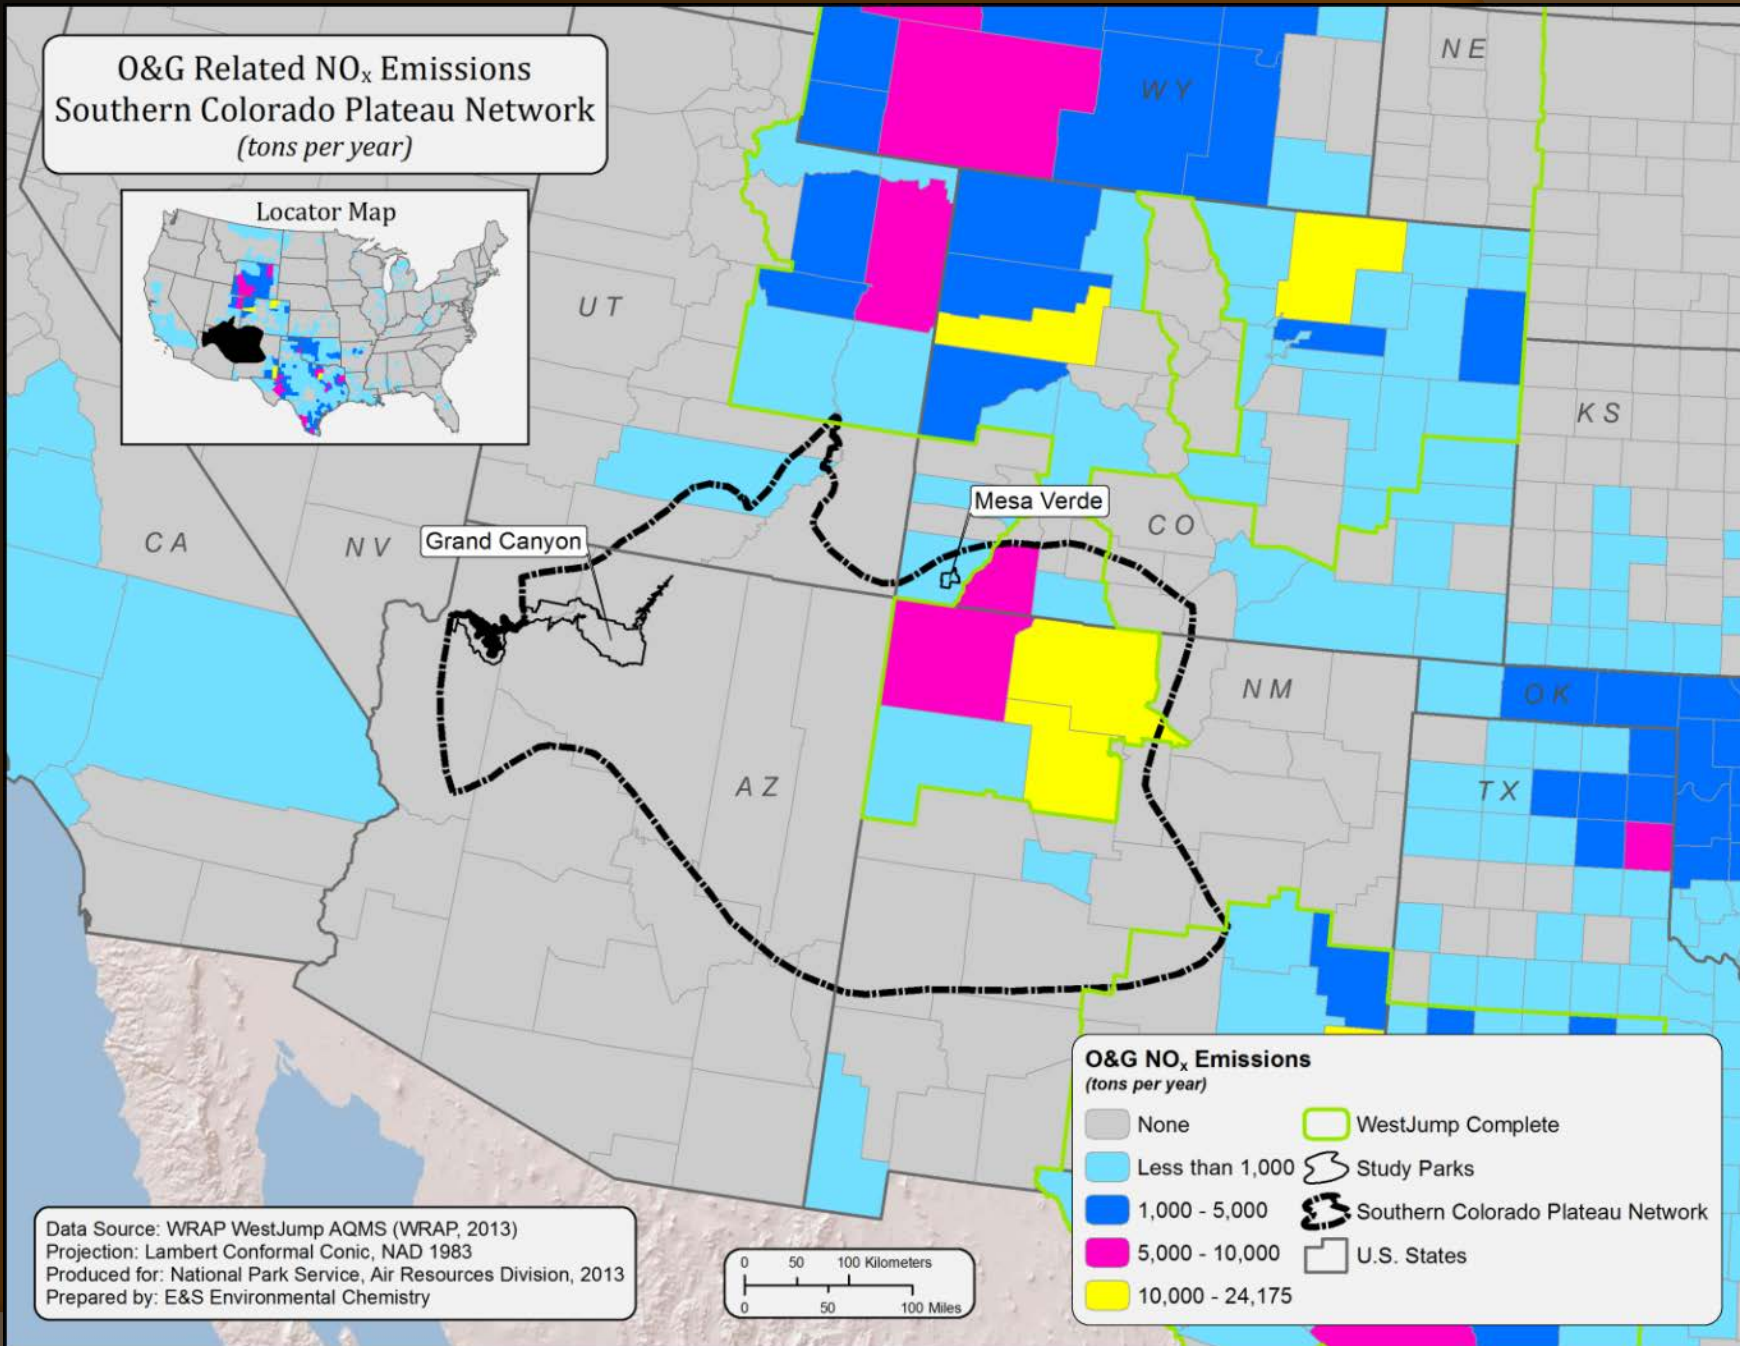 O&G Related NOx Emissions
Southern Colorado Plateau Network
(tons per year)
Locator Map
WY
NE
UT
KS
Mesa Verde
CO
CA
NV
Grand Canyon
NM
OK
AZ
TX
O&G NOx Emissions
(tons per year)
None
Less than 1,000
1,000 - 5,000
5,000 - 10,000
10,000 - 24,175
WestJump Complete
Study Parks
Southern Colorado Plateau Network
U.S. States
Data Source: WRAP WestJump AQMS (WRAP, 2013)
Projection: Lambert Conformal Conic, NAD 1983
Produced for: National Park Service, Air Resources Division, 2013
Prepared by: E&S Environmental Chemistry
0 50 100 Kilometers
0 50 100 Miles